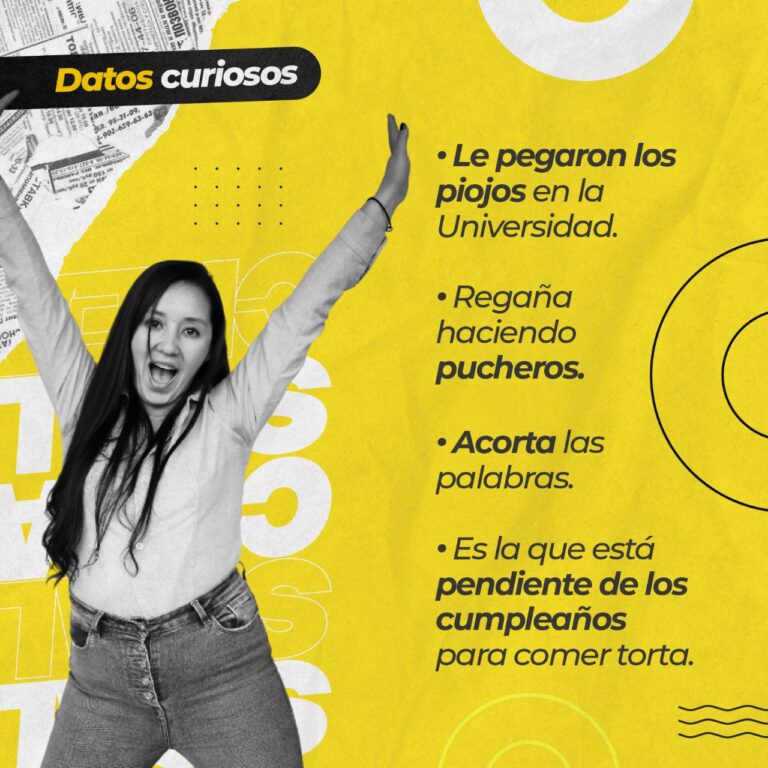 Datos curiosos
• Le pegaron los
piojos en la
Universidad.
• Regaña
haciendo
pucheros.
• Acorta las
palabras.
• Es la que está
pendiente de los
cumpleaños
para comer torta.